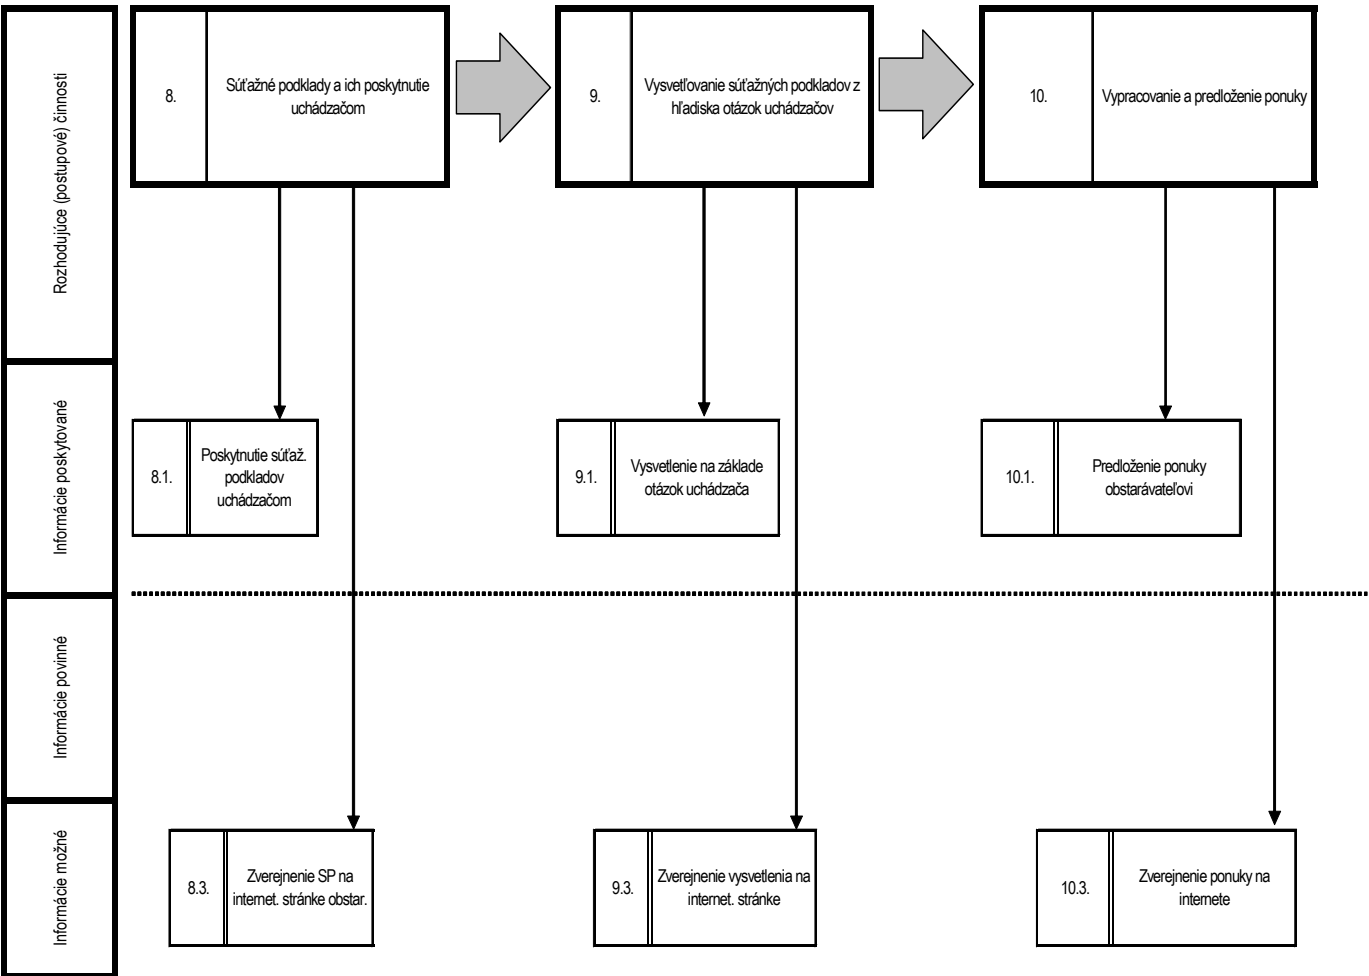 Rozhodujúce (postupové) činnosti
8.
Súťažné podklady a ich poskytnutie
uchádzačom
9.
Vysvetľovanie súťažných podkladov z
hľadiska otázok uchádzačov
10.
Vypracovanie a predloženie ponuky
Informácie poskytované
8.1.
Poskytnutie súťaž.
podkladov
uchádzačom
9.1.
Vysvetlenie na základe
otázok uchádzača
10.1.
Predloženie ponuky
obstarávateľovi
Informácie povinné
Informácie možné
8.3.
Zverejnenie SP na
internet. stránke obstar.
9.3.
Zverejnenie vysvetlenia na
internet. stránke
10.3.
Zverejnenie ponuky na
internete